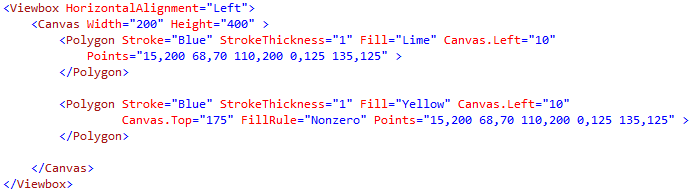 <Viewbox HorizontalAlignment="Left">
<Canvas Width="200" Height="400" >
<Polygon Stroke="Blue" StrokeThickness="1" Fill="Lime" Canvas.Left="10"
Points="15,200 68,70 110,200 0,125 135,125" >
</Polygon>
<Polygon Stroke="Blue" StrokeThickness="1" Fill="Yellow" Canvas.Left="10"
Canvas.Top="175" FillRule="Nonzero" Points="15,200 68,70 110,200 0,125 135,125" >
</Polygon>
</Canvas>
</Viewbox>